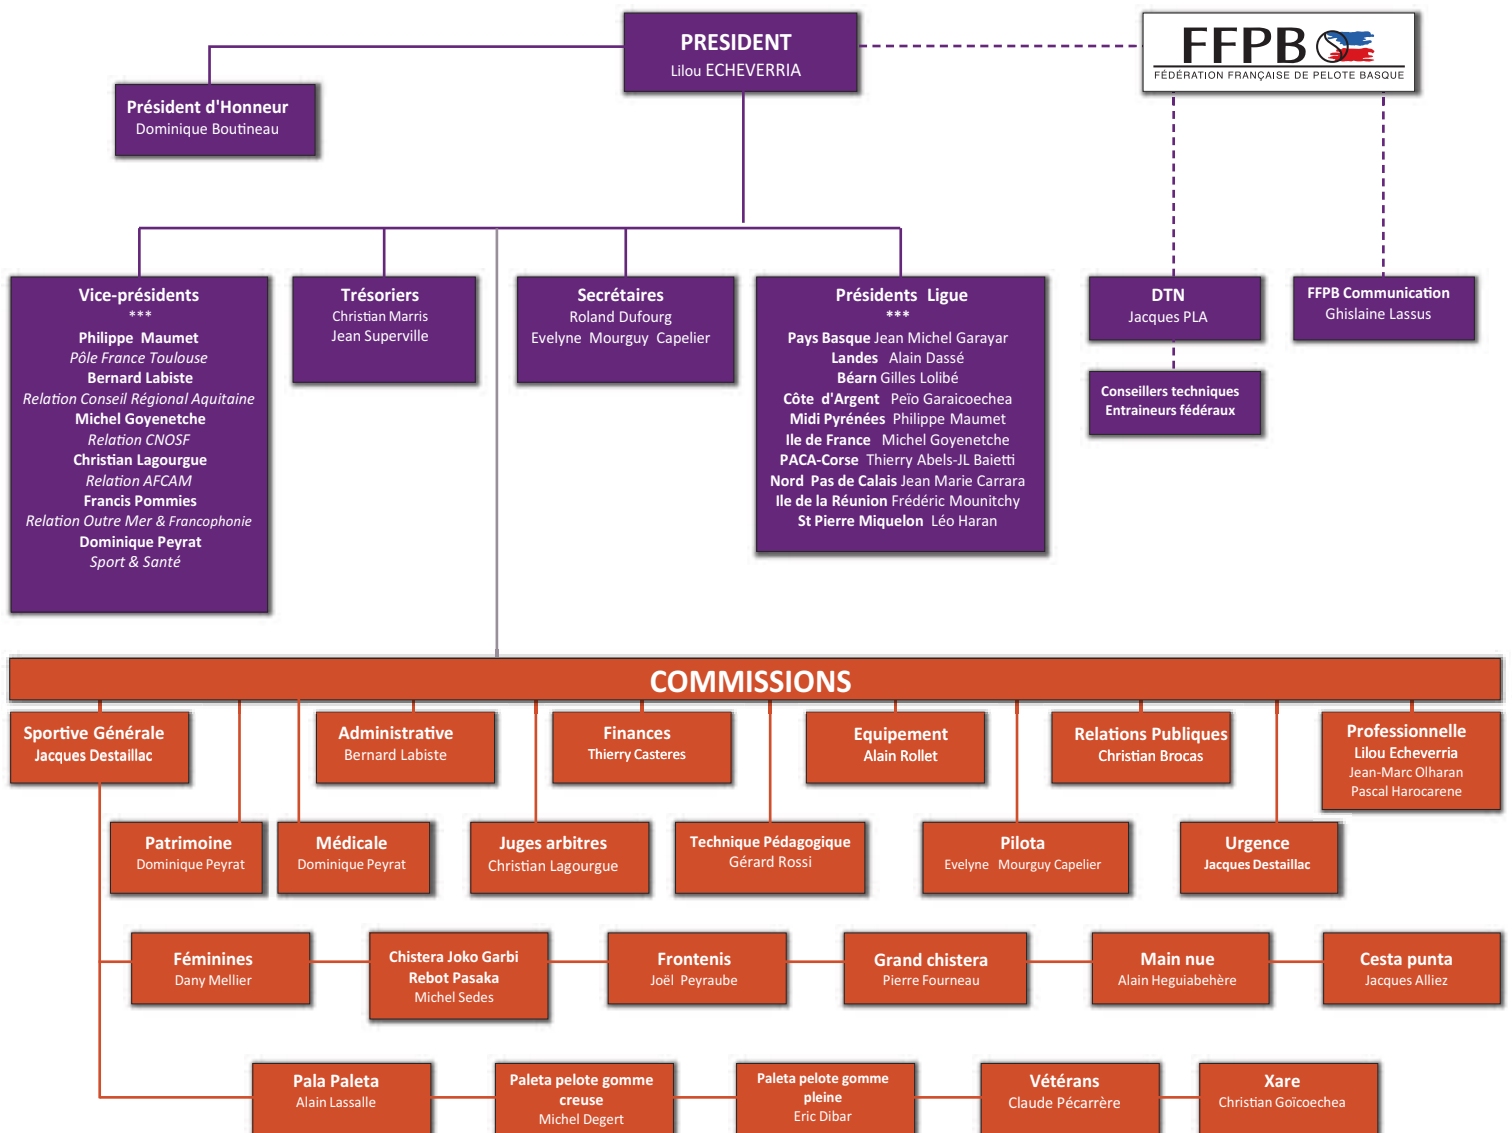 PRESIDENT
Lilou ECHEVERRIA
FFPB
FÉDÉRATION FRANÇAISE DE PELOTE BASQUE
Président d'Honneur
Dominique Boutineau
Vice-présidents
***
Philippe Maumet
Pôle France Toulouse
Bernard Labiste
Relation Conseil Régional Aquitaine
Michel Goyenetche
Relation CNOSF
Christian Lagourgue
Relation AFCAM
Francis Pommies
Relation Outre Mer & Francophonie
Dominique Peyrat
Sport & Santé
Trésoriers
Christian Marris
Jean Superville
Secrétaires
Roland Dufourg
Evelyne Mourguy Capelier
Présidents Ligue
***
Pays Basque Jean Michel Garayar
Landes Alain Dassé
Béarn Gilles Lolibé
Côte d'Argent Peïo Garaicoechea
Midi Pyrénées Philippe Maumet
Ile de France Michel Goyenetche
PACA-Corse Thierry Abels-JL Baietti
Nord Pas de Calais Jean Marie Carrara
Ile de la Réunion Frédéric Mounitchy
St Pierre Miquelon Léo Haran
DTN
Jacques PLA
Conseillers techniques
Entraineurs fédéraux
FFPB Communication
Ghislaine Lassus
COMMISSIONS
Sportive Générale
Jacques Destaillac
Administrative
Bernard Labiste
Finances
Thierry Casteres
Equipement
Alain Rollet
Relations Publiques
Christian Brocas
Professionnelle
Lilou Echeverria
Jean-Marc Olharan
Pascal Harocarene
Patrimoine
Dominique Peyrat
Médicale
Dominique Peyrat
Juges arbitres
Christian Lagourgue
Technique Pédagogique
Gérard Rossi
Pilota
Evelyne Mourguy Capelier
Urgence
Jacques Destaillac
Féminines
Dany Mellier
Chistera Joko Garbi
Rebot Pasaka
Michel Sedes
Frontenis
Joël Peyraube
Grand chistera
Pierre Fourneau
Main nue
Alain Heguiabehère
Cesta punta
Jacques Alliez
Pala Paleta
Alain Lassalle
Paleta pelote gomme
creuse
Michel Degert
Paleta pelote gomme
pleine
Eric Dibar
Vétérans
Claude Pécarrère
Xare
Christian Goïcoechea